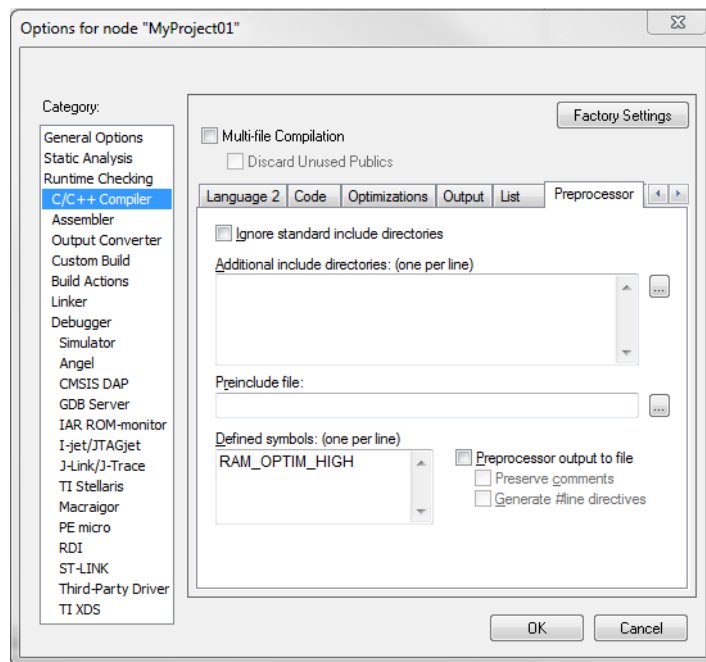 Options for node "MyProject01"
Category:
Factory Settings
General Options
Static Analysis
Runtime Checking
C/C++ Compiler
Assembler
Output Converter
Custom Build
Build Actions
Linker
Debugger
Simulator
Angel
CMSIS DAP
GDB Server
IAR ROM-monitor
I-jet/JTAGjet
J-Link/J-Trace
TI Stellaris
Macraigor
PE micro
RDI
ST-LINK
Third-Party Driver
TI XDS
Multi-file Compilation
Discard Unused Publics
Language 2 Code Optimizations Output List Preprocessor
Ignore standard include directories
Additional include directories: (one per line)
...
Preinclude file:
...
Defined symbols: (one per line)
RAM_OPTIM_HIGH
Preprocessor output to file
Preserve comments
Generate #line directives
OK Cancel